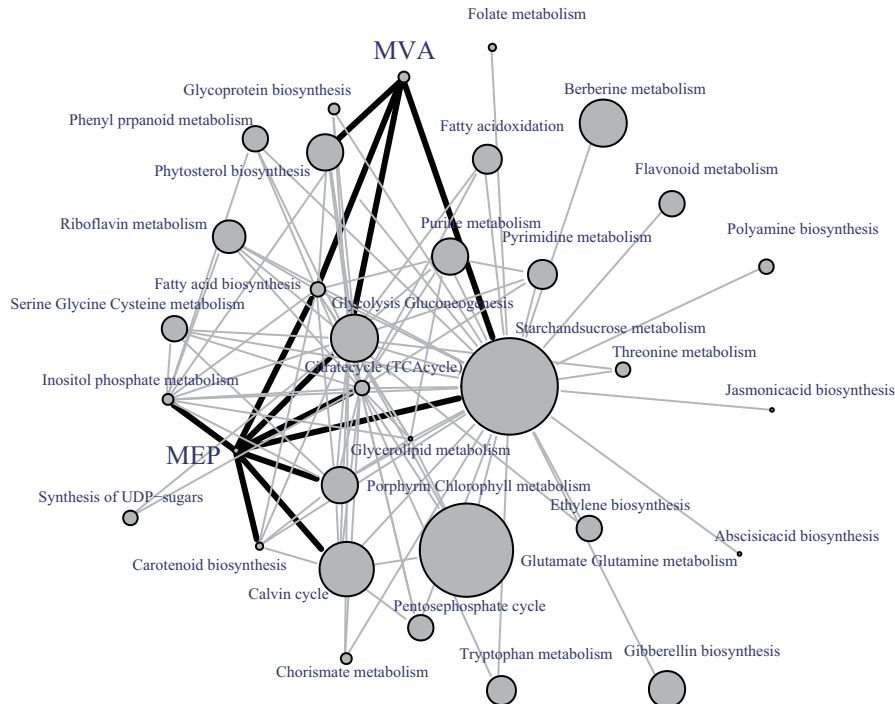 Folate metabolism
MVA
Glycoprotein biosynthesis
Berberine metabolism
Phenyl prpanoid metabolism
Fatty acidoxidation
Phytosterol biosynthesis
Flavonoid metabolism
Riboflavin metabolism
Purine metabolism
Polyamine biosynthesis
Pyrimidine metabolism
Fatty acid biosynthesis
Serine Glycine Cysteine metabolism
Glycolysis Gluconeogenesis
Starchandsucrose metabolism
Threonine metabolism
Citratecycle (TCAcycle)
Inositol phosphate metabolism
Jasmonicacid biosynthesis
MEP
Glycerolipid metabolism
Porphyrin Chlorophyll metabolism
Synthesis of UDP−sugars
Ethylene biosynthesis
Abscisicacid biosynthesis
Carotenoid biosynthesis
Glutamate Glutamine metabolism
Calvin cycle
Pentosephosphate cycle
Tryptophan metabolism
Gibberellin biosynthesis
Chorismate metabolism